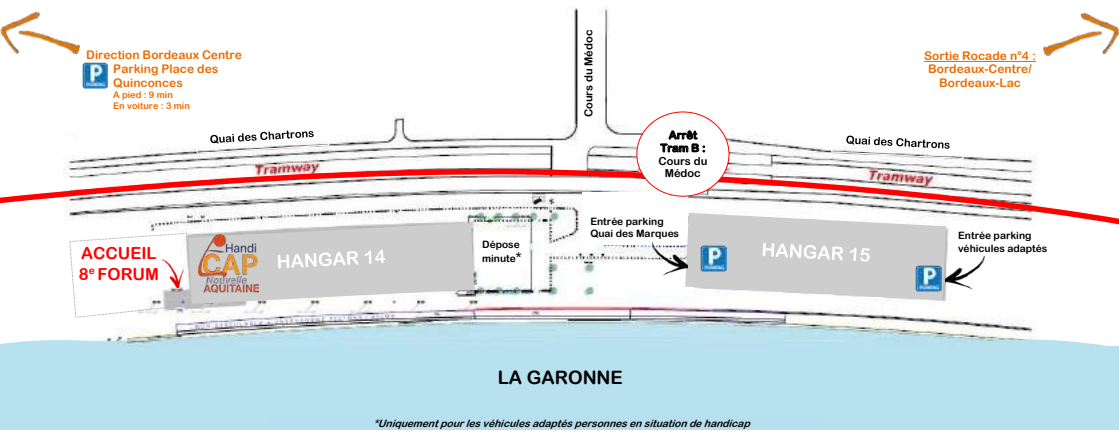 Direction Bordeaux Centre
P
PARKING
Parking Place des
Quinconces
A pied : 9 min
En voiture : 3 min
Cours du Médoc
Sortie Rocade n°4 :
Bordeaux-Centre/
Bordeaux-Lac
Quai des Chartrons
Tramway
Arrêt
Tram B :
Cours du
Médoc
Quai des Chartrons
Tramway
ACCUEIL
8e FORUM
Handi
CAP
Nouvelle
AQUITAINE
HANGAR 14
Dépose
minute*
Entrée parking
Quai des Marques
P
PARKING
HANGAR 15
Entrée parking
véhicules adaptés
P
PARKING
LA GARONNE
*Uniquement pour les véhicules adaptés personnes en situation de handicap